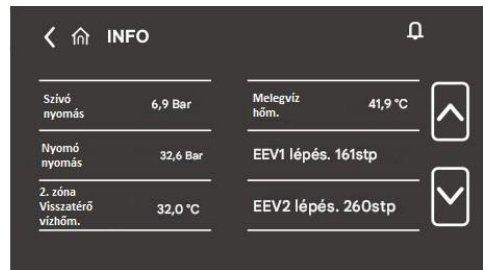 INFO
Szívó
nyomás
6,9 Bar
Nyomó
nyomás
32,6 Bar
2. zóna
Visszatérő
vízhőm.
32,0 °C
Melegvíz
hőm.
41,9 °C
EEV1 lépés. 161stp
EEV2 lépés. 260stp